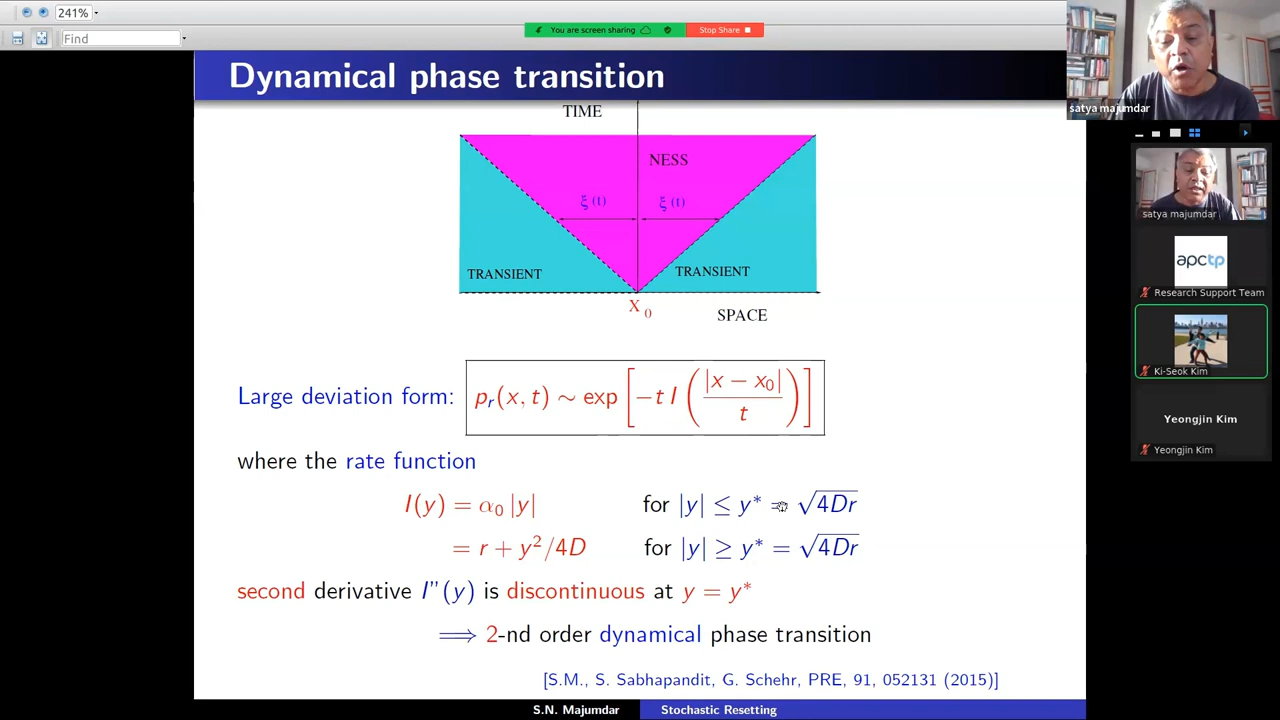 241%
You are screen sharing
Stop Share
Find
Dynamical phase transition
satya majumdar
TIME
NESS
ξ (t) ξ (t)
TRANSIENT TRANSIENT
X 0
SPACE
satya majumdar
apctp
Research Support Team
Ki-Seok Kim
Yeongjin Kim
Yeongjin Kim
Large deviation form: pᵣ(x, t) ∼ exp [−t I (|x − x₀| / t)]
where the rate function
I(y) = α₀ |y| for |y| ≤ y* = √4Dr
= r + y²/4D for |y| ≥ y* = √4Dr
second derivative I”(y) is discontinuous at y = y*
⟹ 2-nd order dynamical phase transition
[S.M., S. Sabhapandit, G. Schehr, PRE, 91, 052131 (2015)]
S.N. Majumdar Stochastic Resetting